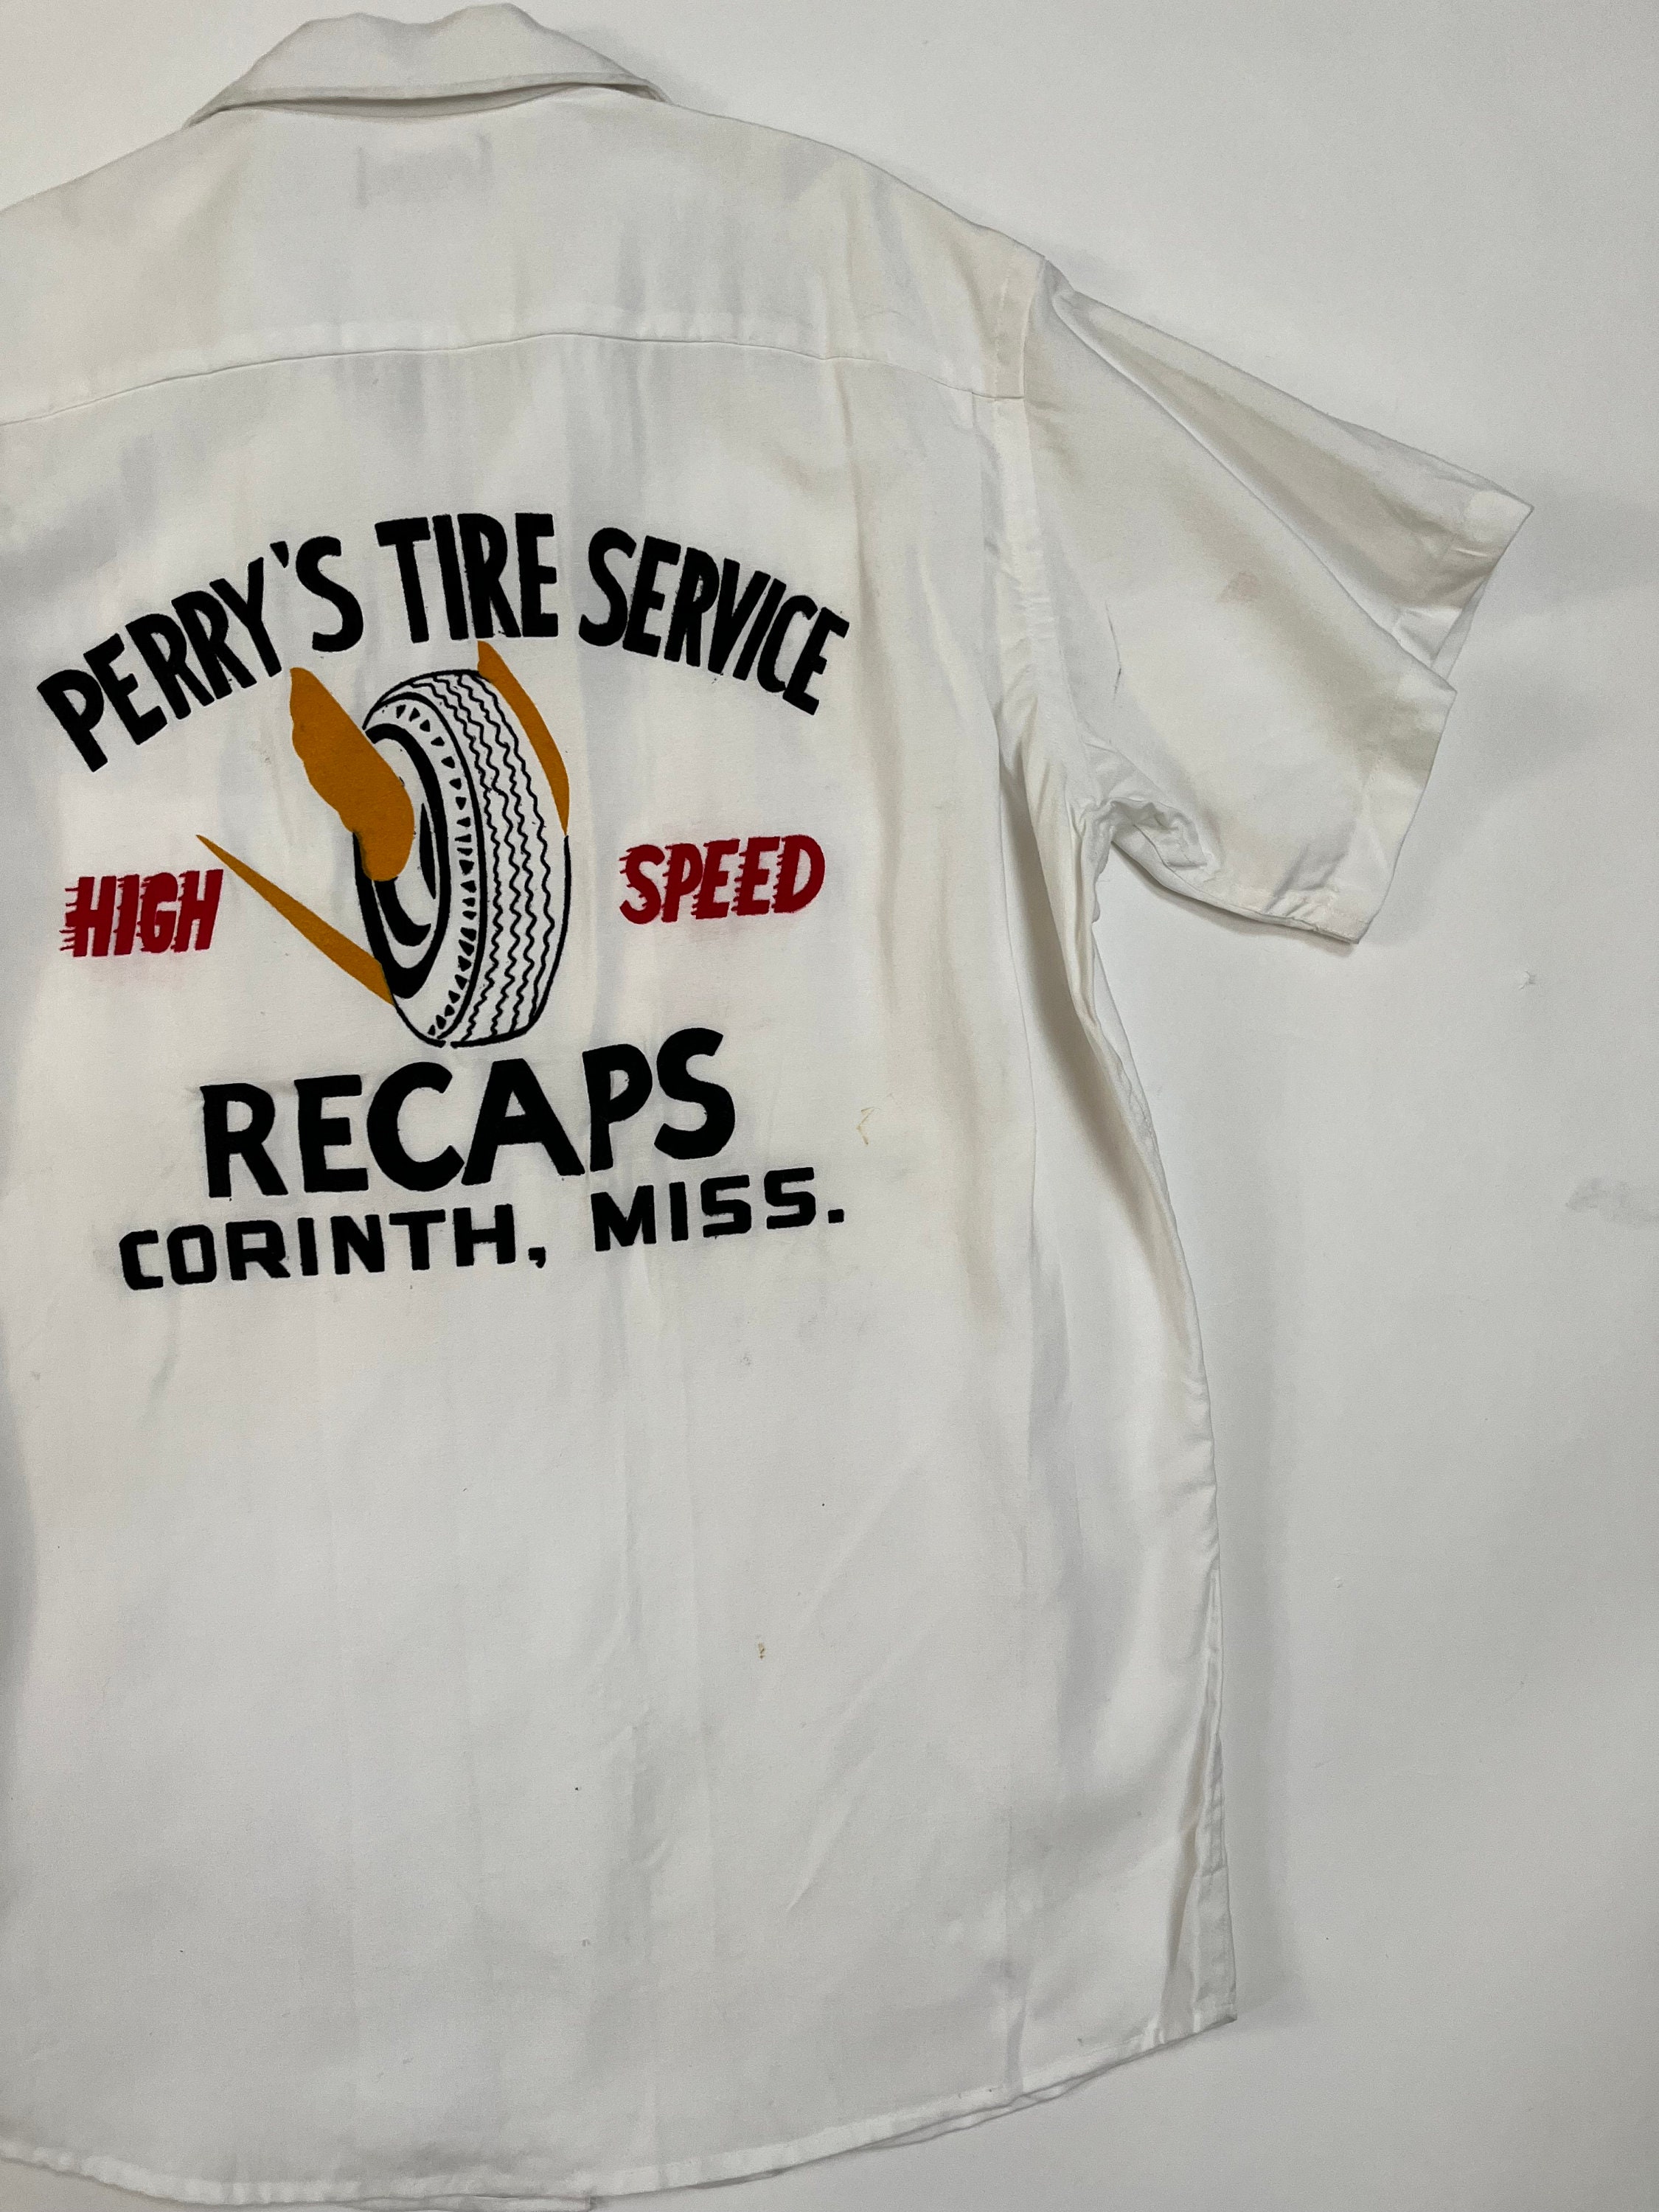 PERRY'S TIRE SERVICE
HIGH SPEED
RECAPS
CORINTH, MISS.